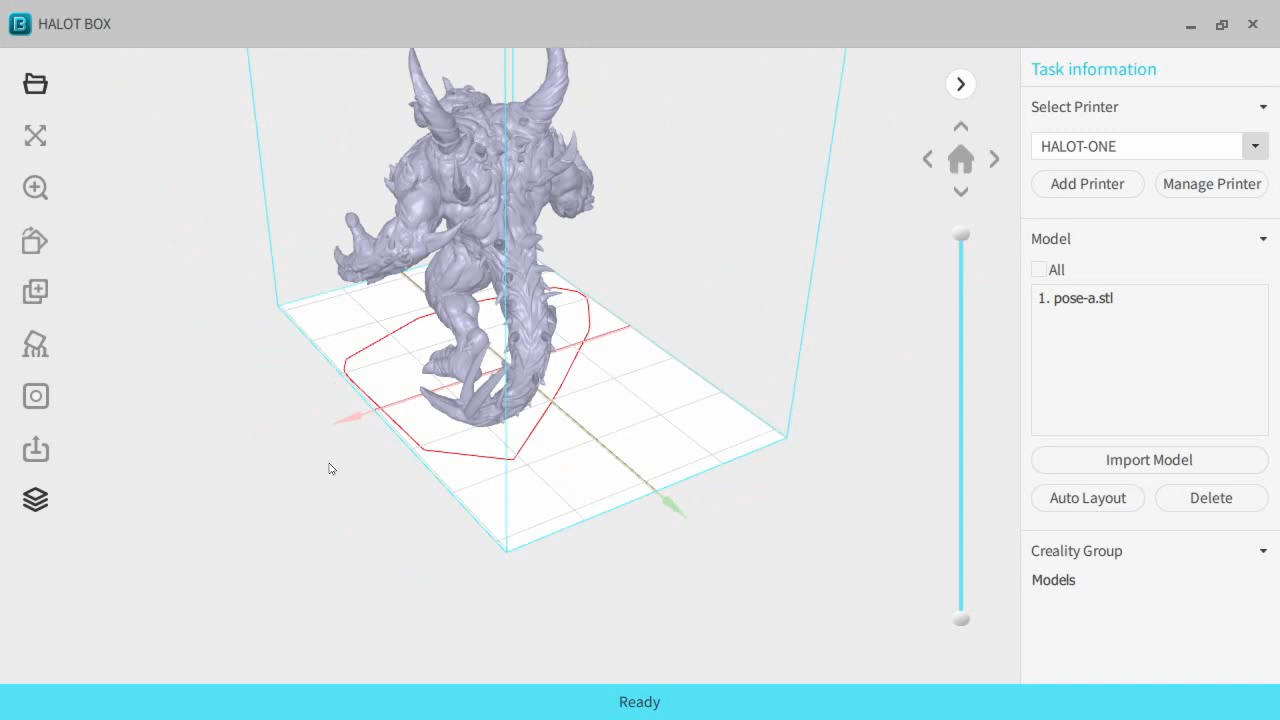 HALOT BOX
Task information
Select Printer
HALOT-ONE
Add Printer
Manage Printer
Model
All
1. pose-a.stl
Import Model
Auto Layout
Delete
Creality Group
Models
Ready